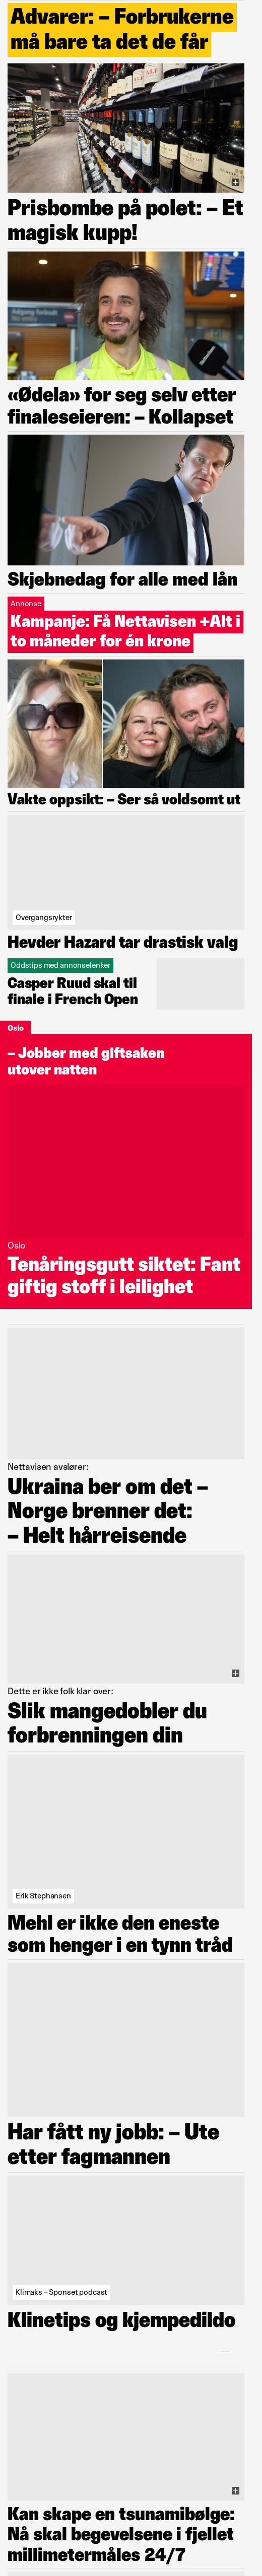 Advarer: – Forbrukerne
må bare ta det de får
Prisbombe på polet: – Et
magisk kupp!
«Ødela» for seg selv etter
finaleseieren: – Kollapset
Skjebnedag for alle med lån
Annonse
Kampanje: Få Nettavisen +Alt i
to måneder for én krone
Vakte oppsikt: – Ser så voldsomt ut
Overgangsrykter
Hevder Hazard tar drastisk valg
Oddstips med annonselenker
Casper Ruud skal til
finale i French Open
Oslo
– Jobber med giftsaken
utover natten
Oslo
Tenåringsgutt siktet: Fant
giftig stoff i leilighet
Nettavisen avslører:
Ukraina ber om det –
Norge brenner det:
– Helt hårreisende
Dette er ikke folk klar over:
Slik mangedobler du
forbrenningen din
Erik Stephansen
Mehl er ikke den eneste
som henger i en tynn tråd
Har fått ny jobb: – Ute
etter fagmannen
Klimaks – Sponset podcast
Klinetips og kjempedildo
Kan skape en tsunamibølge:
Nå skal begevelsene i fjellet
millimetermåles 24/7